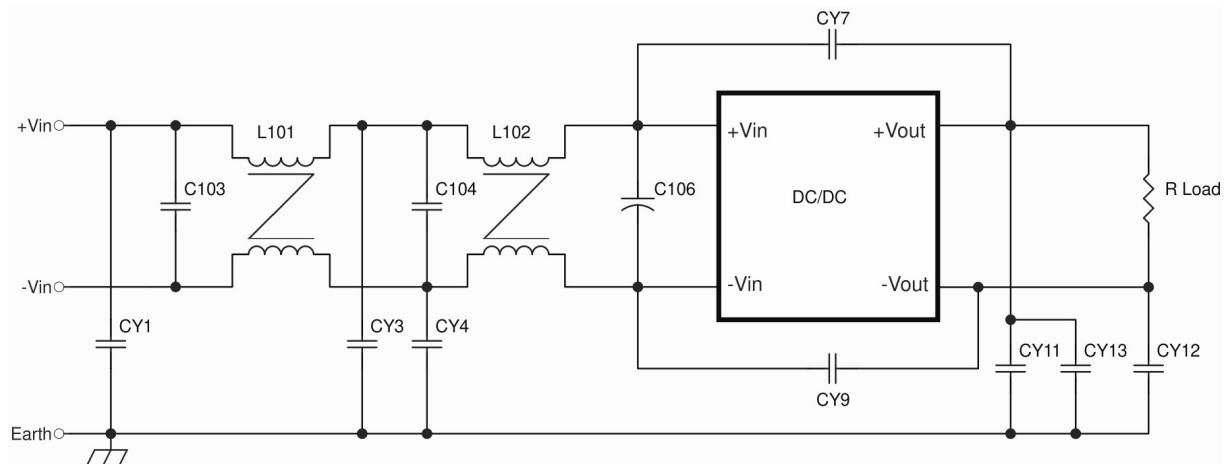 CY7
+Vin
L101
L102
+Vin
+Vout
C103
C104
C106
DC/DC
R Load
-Vin
-Vin
-Vout
CY1
CY3
CY4
CY11
CY13
CY12
CY9
Earth